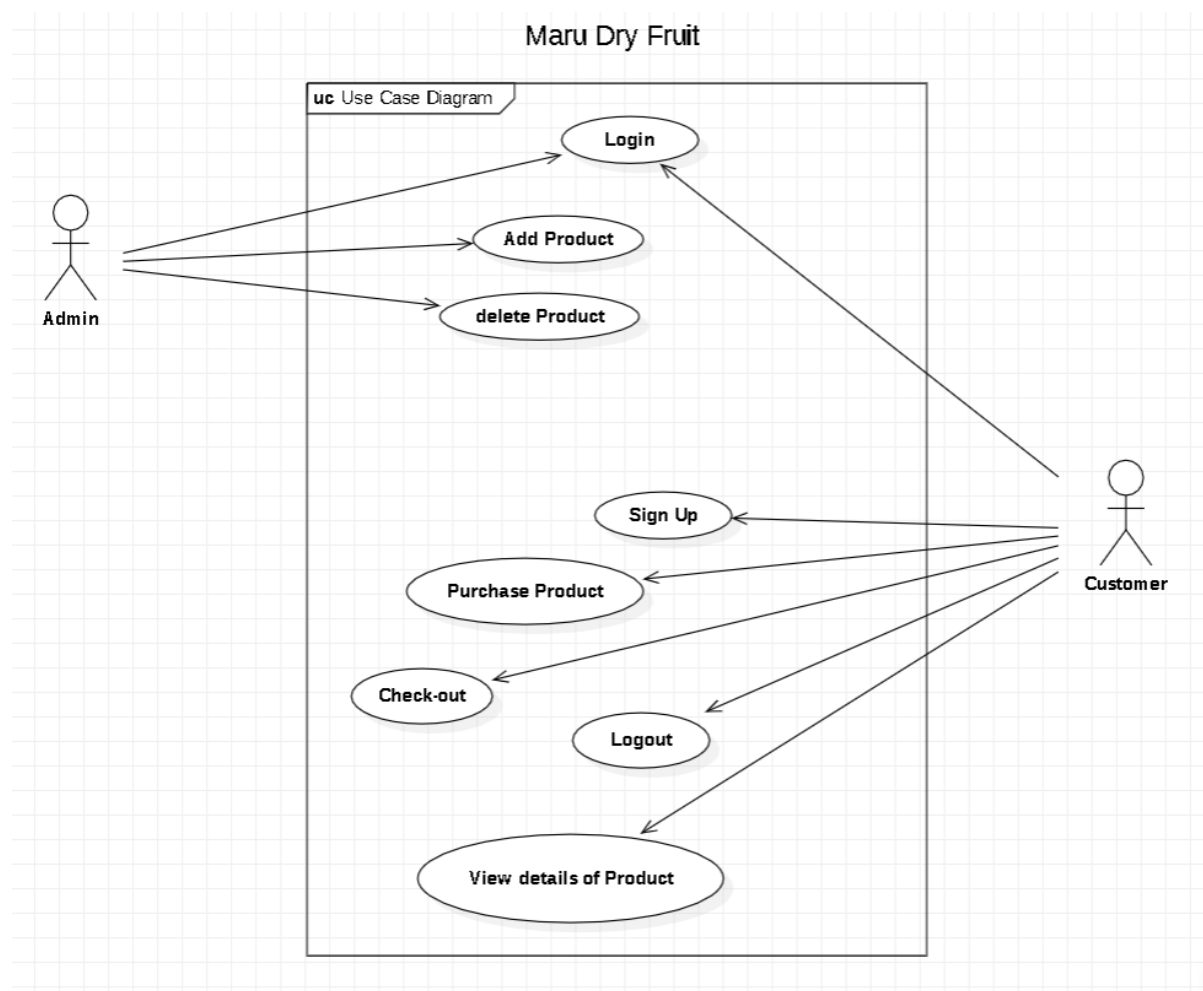 Maru Dry Fruit
uc Use Case Diagram
Login
Add Product
delete Product
Admin
Sign Up
Purchase Product
Customer
Check-out
Logout
View details of Product